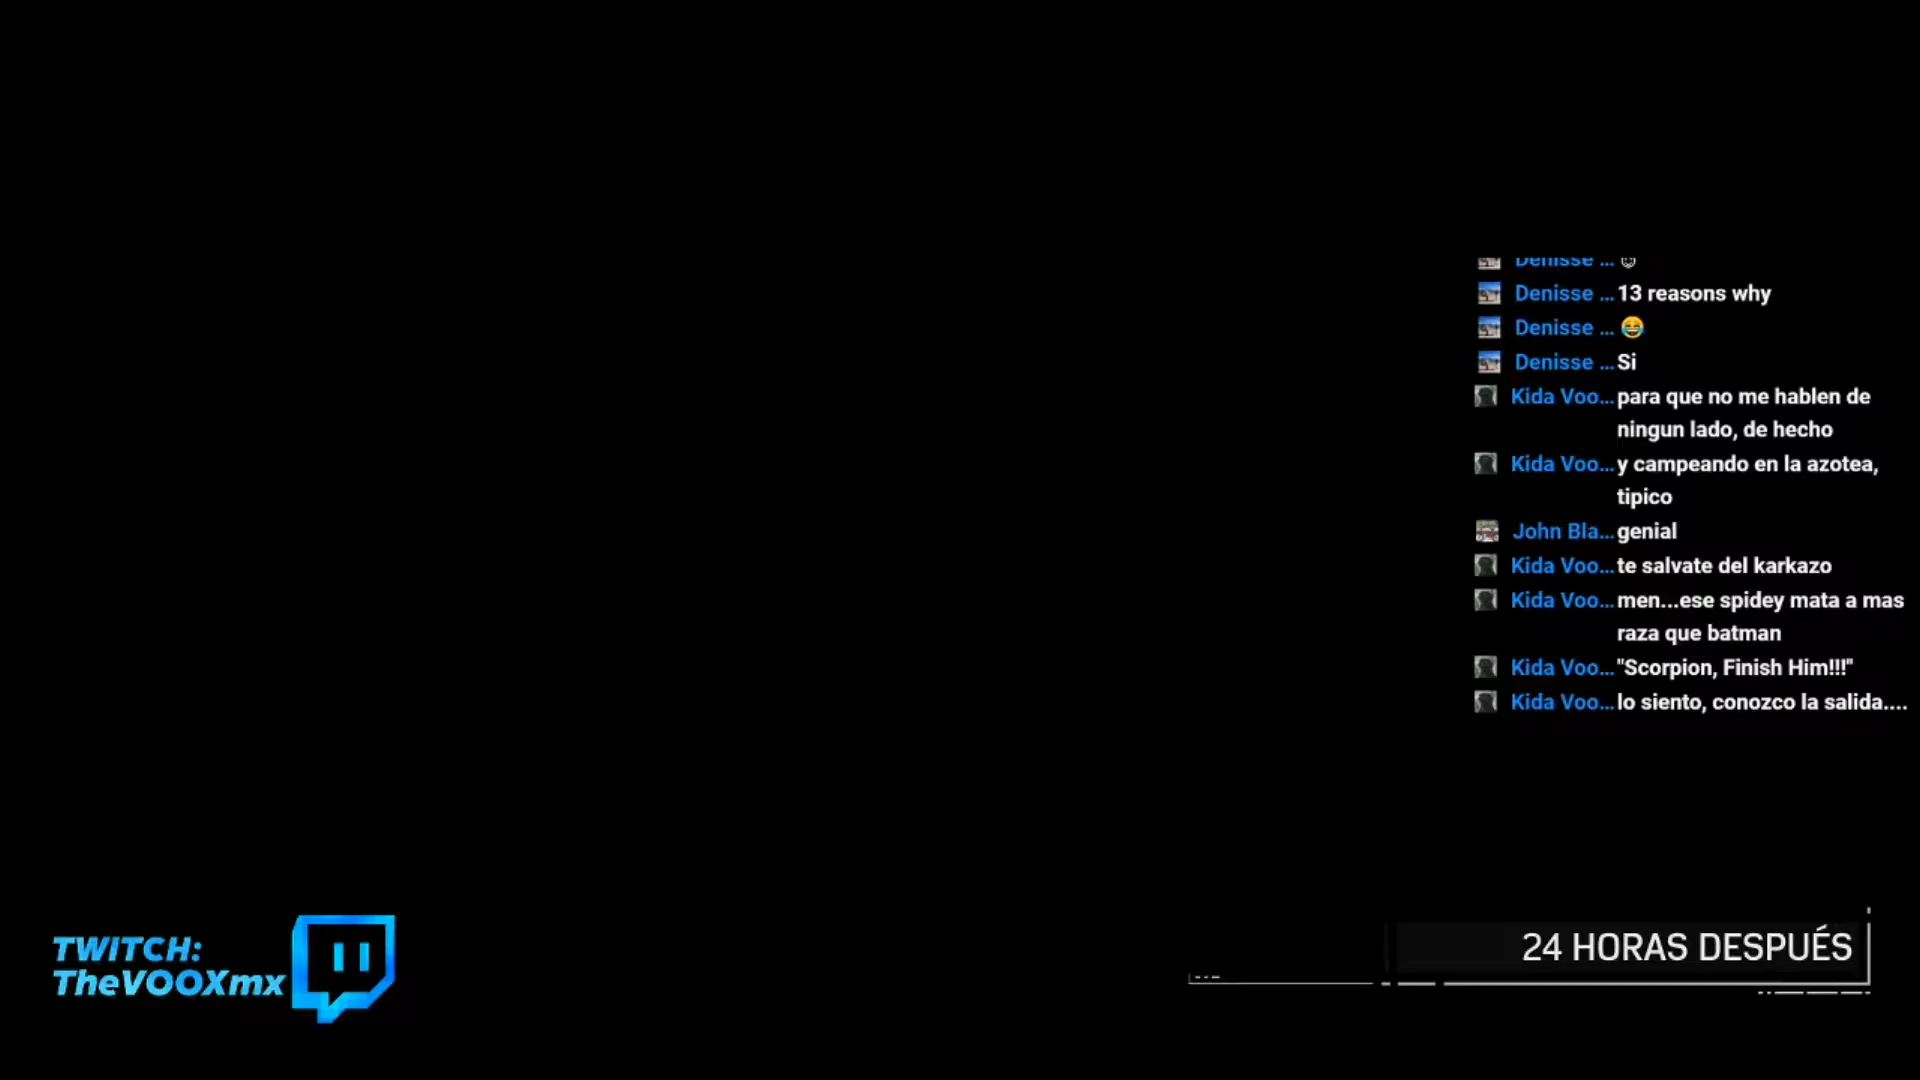 Denisse ...
Denisse ... 13 reasons why
Denisse ... 😂
Denisse ... Si
Kida Voo... para que no me hablen de
ningun lado, de hecho
Kida Voo... y campeando en la azotea,
tipico
John Bla... genial
Kida Voo... te salvate del karkazo
Kida Voo... men...ese spidey mata a mas
raza que batman
Kida Voo... "Scorpion, Finish Him!!!"
Kida Voo... lo siento, conozco la salida....
TWITCH:
TheVOOXmx
24 HORAS DESPUÉS